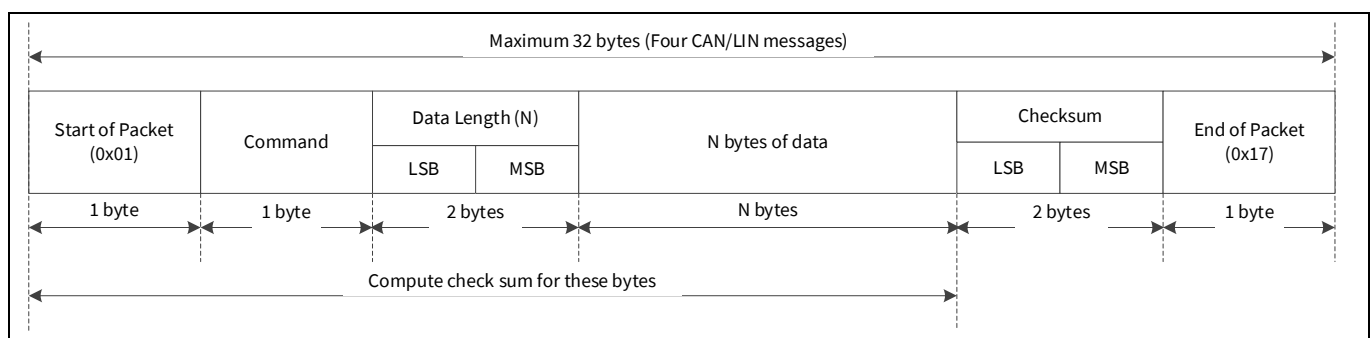 Maximum 32 bytes (Four CAN/LIN messages)
Start of Packet
(0x01)
Command
Data Length (N)
LSB
MSB
N bytes of data
Checksum
LSB
MSB
End of Packet
(0x17)
1 byte
1 byte
2 bytes
N bytes
2 bytes
1 byte
Compute check sum for these bytes